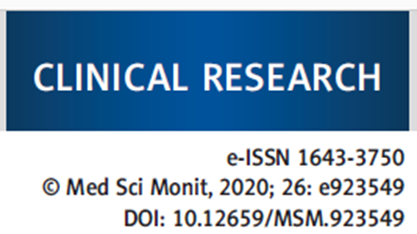 CLINICAL RESEARCH
e-ISSN 1643-3750
© Med Sci Monit, 2020; 26: e923549
DOI: 10.12659/MSM.923549